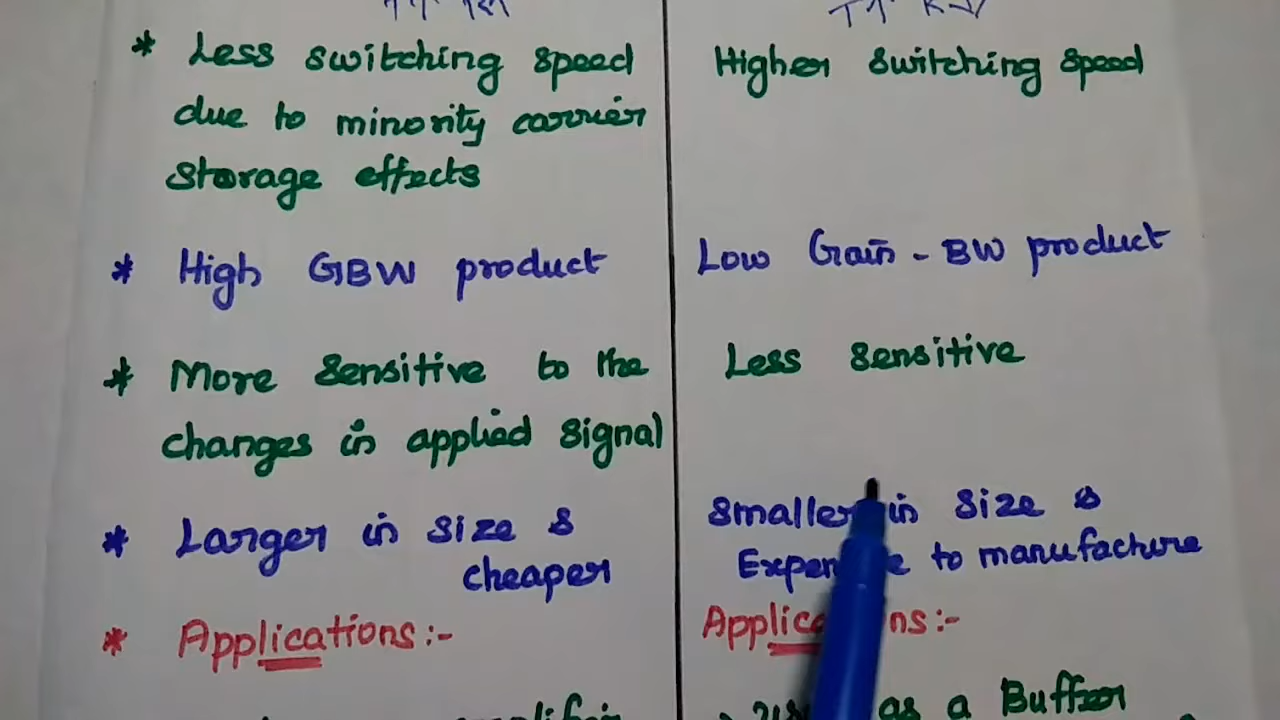 * Less switching speed
due to minority carrier
storage effects
Higher switching speed
* High GBW product
Low Gain - BW product
* More sensitive to the
changes in applied signal
Less sensitive
* Larger in size &
cheaper
Smaller in size &
to manufacture
* Applications:-
as a Buffer